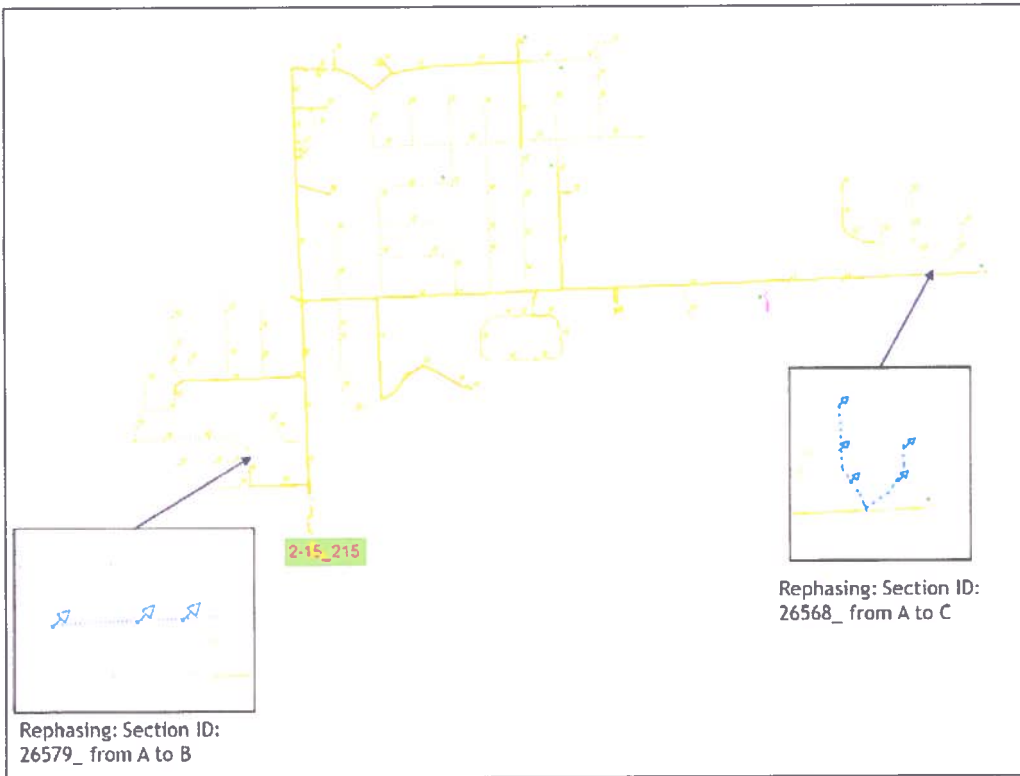 2-15_215
Rephasing: Section ID:
26568_ from A to C
Rephasing: Section ID:
26579_ from A to B